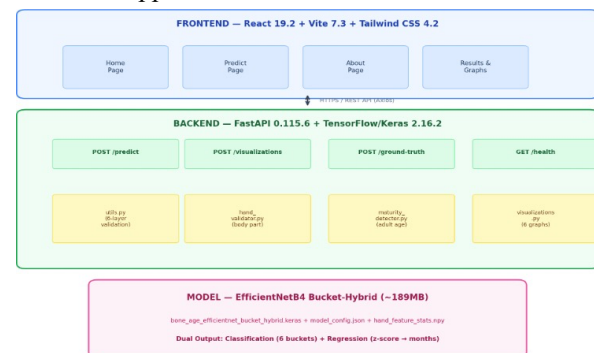 FRONTEND — React 19.2 + Vite 7.3 + Tailwind CSS 4.2
Home
Page
Predict
Page
About
Page
Results &
Graphs
HTTPS / REST API (Axios)
BACKEND — FastAPI 0.115.6 + TensorFlow/Keras 2.16.2
POST /predict
POST /visualizations
POST /ground-truth
GET /health
utils.py
(6-layer
validation)
hand_
validator.py
(body part)
maturity_
detector.py
(adult age)
visualizations
.py
(6 graphs)
MODEL — EfficientNetB4 Bucket-Hybrid (~189MB)
bone_age_efficientnet_bucket_hybrid.keras + model_config.json + hand_feature_stats.npy
Dual Output: Classification (6 buckets) + Regression (z-score → months)